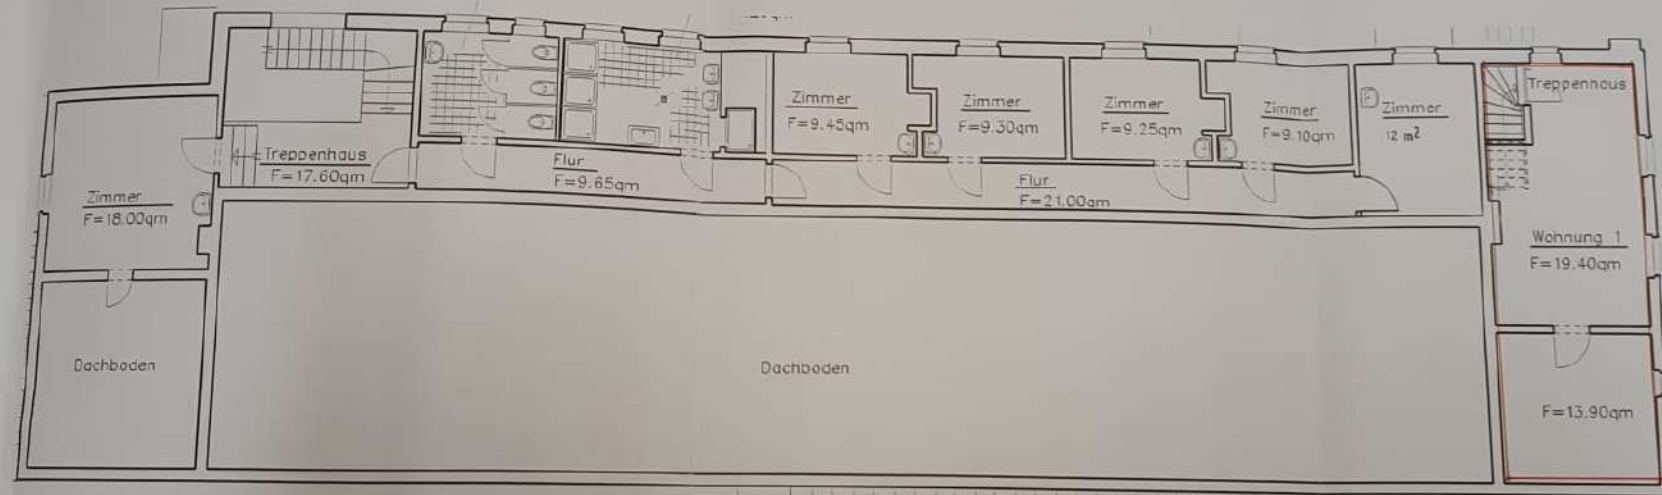 Zimmer
F=18.00qm
Dachboden
Treppenhaus
F=17.60qm
Flur
F=9.65qm
Zimmer
F=9.45qm
Zimmer
F=9.30qm
Zimmer
F=9.25qm
Zimmer
F=9.10qm
Zimmer
12 m²
Flur
F=21.00qm
Dachboden
Treppenhaus
Wohnung 1
F=19.40qm
F=13.90qm